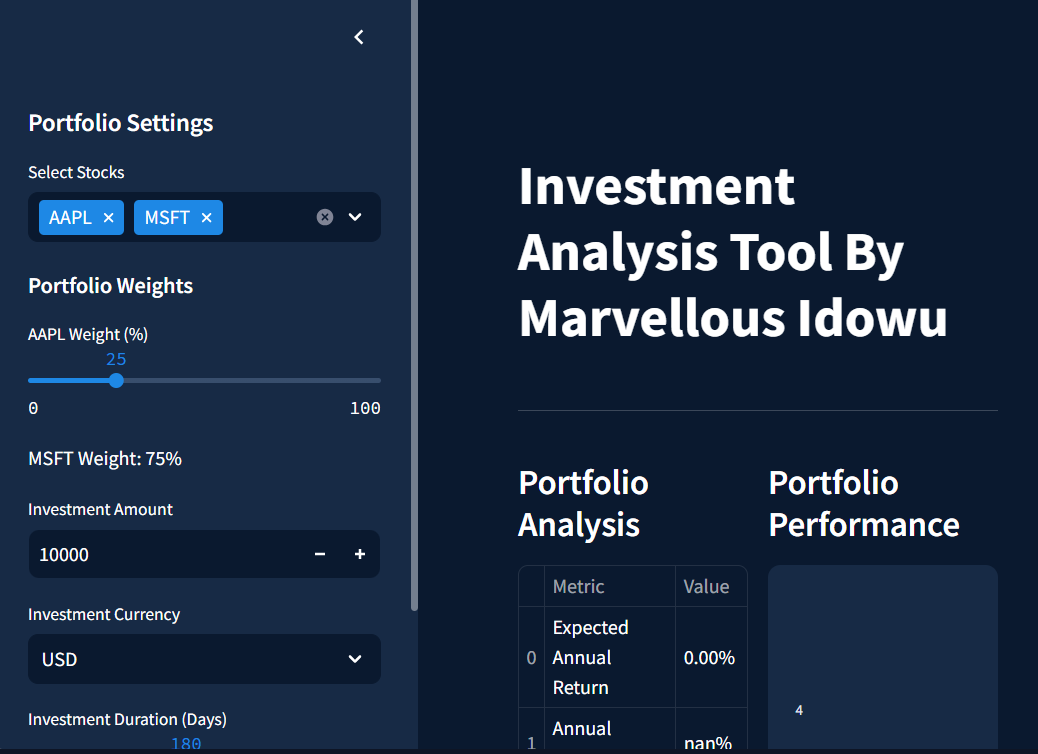 Portfolio Settings
Select Stocks
AAPL × MSFT ×
Portfolio Weights
AAPL Weight (%)
25
0 100
MSFT Weight: 75%
Investment Amount
10000 − +
Investment Currency
USD
Investment Duration (Days)
180
Investment
Analysis Tool By
Marvellous Idowu
Portfolio
Analysis
Metric Value
0 Expected
Annual
Return 0.00%
1 Annual
nan%
Portfolio
Performance
4